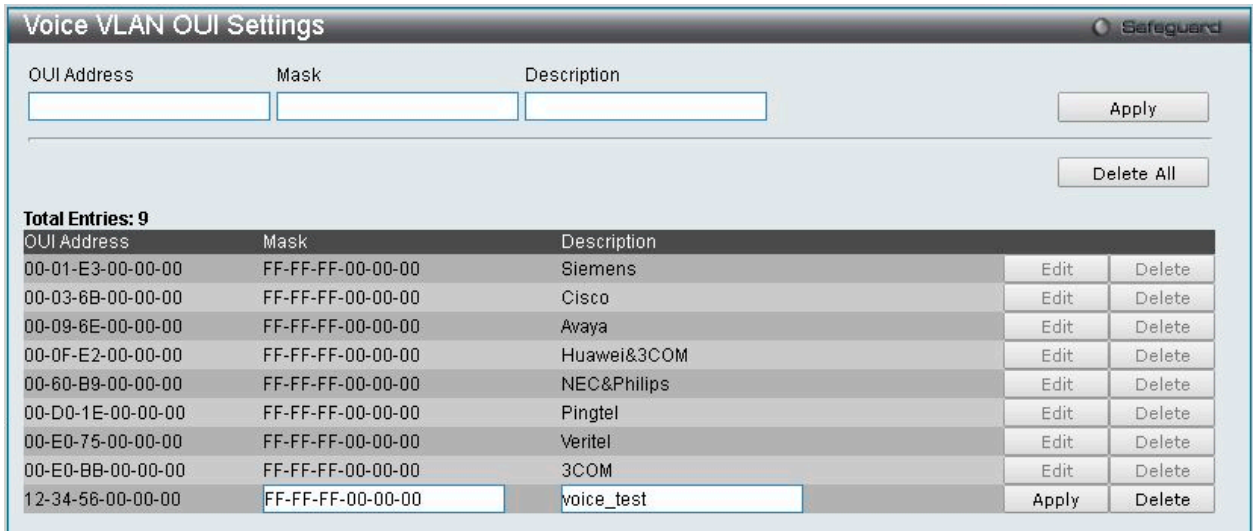 Voice VLAN OUI Settings Safeguard
OUI Address Mask Description
Apply
Delete All
Total Entries: 9
OUI Address Mask Description
00-01-E3-00-00-00 FF-FF-FF-00-00-00 Siemens Edit Delete
00-03-6B-00-00-00 FF-FF-FF-00-00-00 Cisco Edit Delete
00-09-6E-00-00-00 FF-FF-FF-00-00-00 Avaya Edit Delete
00-0F-E2-00-00-00 FF-FF-FF-00-00-00 Huawei&3COM Edit Delete
00-60-B9-00-00-00 FF-FF-FF-00-00-00 NEC&Philips Edit Delete
00-D0-1E-00-00-00 FF-FF-FF-00-00-00 Pingtel Edit Delete
00-E0-75-00-00-00 FF-FF-FF-00-00-00 Veritel Edit Delete
00-E0-BB-00-00-00 FF-FF-FF-00-00-00 3COM Edit Delete
12-34-56-00-00-00 FF-FF-FF-00-00-00 voice_test Apply Delete